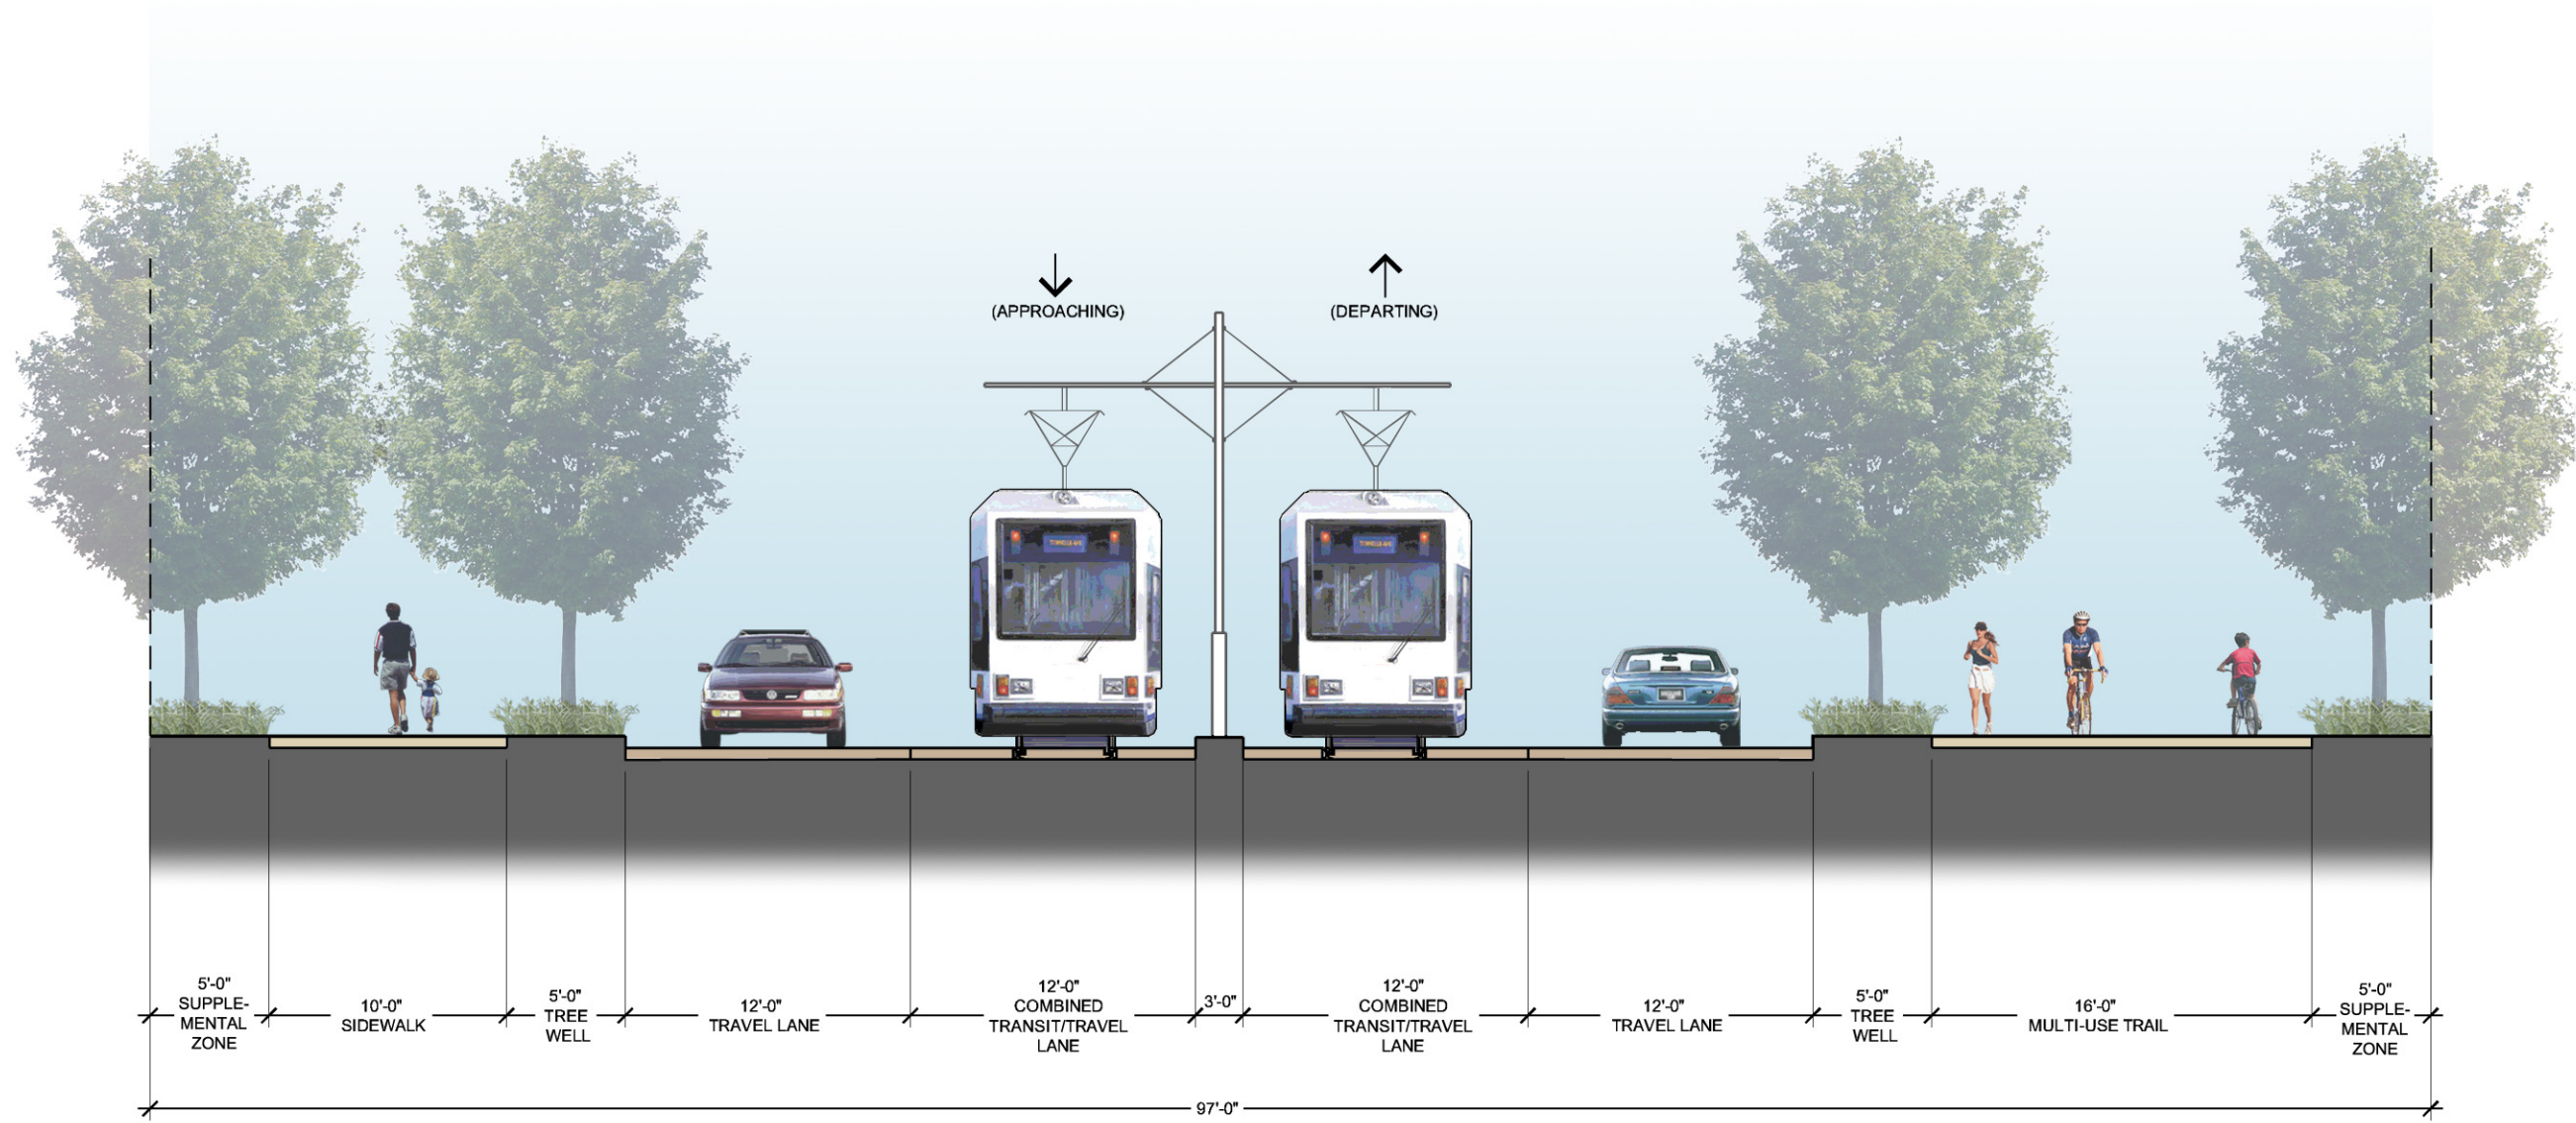 (APPROACHING)
(DEPARTING)
5'-0"
SUPPLE-
MENTAL
ZONE
10'-0"
SIDEWALK
5'-0"
TREE
WELL
12'-0"
TRAVEL LANE
12'-0"
COMBINED
TRANSIT/TRAVEL
LANE
3'-0"
12'-0"
COMBINED
TRANSIT/TRAVEL
LANE
12'-0"
TRAVEL LANE
5'-0"
TREE
WELL
16'-0"
MULTI-USE TRAIL
5'-0"
SUPPLE-
MENTAL
ZONE
97'-0"